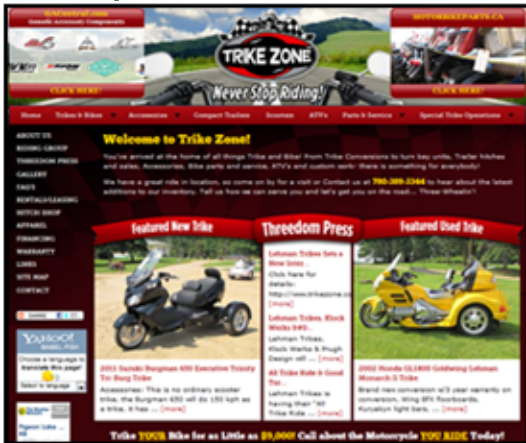 GACentral.com
Genuine Accessory Components
CLICK HERE!
TRIKE ZONE
Never Stop Riding!
MOTORBIKEPARTS.CA
CLICK HERE!
Home Trikes & Bikes Accessories Compact Trailers Scooters ATVs Parts & Service Special Trike Operations
ABOUT US
RIDING GROUP
THREEDOM PRESS
GALLERY
FAQ'S
RENTALS/LEASING
HITCH SHOP
APPAREL
FINANCING
WARRANTY
LINKS
SITE MAP
CONTACT
SHARE
YAHOO!
BABEL FISH
Choose a language to
translate this page!
Select a language
Pigeon Lake
Welcome to Trike Zone!
You've arrived at the home of all things Trike and Bike! From Trike Conversions to turn key units, Trailer hitches
and sales, Accessories, Bike parts and service, ATV's and custom work: there is something for everybody!
We have a great ride in location, so come on by for a visit or Contact us at 780-389-3344 to hear about the latest
additions to our inventory. Tell us how we can serve you and let's get you on the road... Three Wheelin'!
Featured New Trike
2011 Suzuki Burgman 650 Executive Trinity
Tri-Burg Trike
Accessories: This is no ordinary scooter
trike, the Burgman 650 will do 150 kph as
a trike, it has ... [more]
Threedom Press
Lehman Trikes Sets a
New
Click here for
details:
http://www.trikezone.c
[more]
Lehman Trikes, Klock
Werks
Lehman Trikes,
Klock Werks & Pfugh
Design will ... [more]
All Trike Ride A Good
Lehman Trikes is
having their "All
Trike Ride ... [more]
Featured Used Trike
2002 Honda GL1800 Goldwing Lehman
Monarch II Trike
Brand new conversion w/3 year warranty on
conversion, Wing EFX floorboards,
Kuryakyn light bars, ... [more]
Trike YOUR Bike for as Little as $9,000! Call about the Motorcycle YOU RIDE Today!